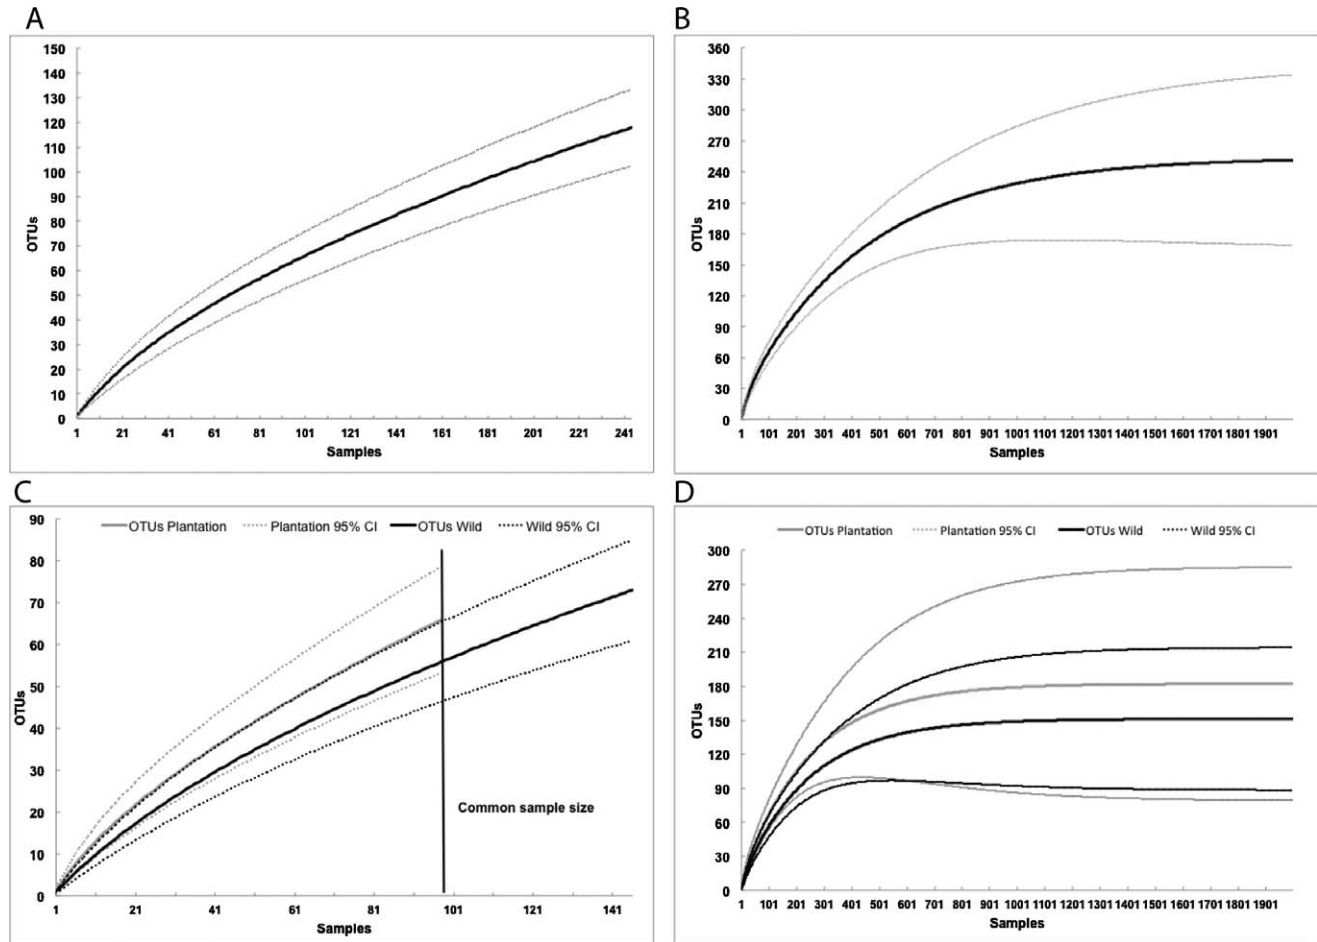 A
150
140
130
120
110
100
90
80
70
60
50
40
30
20
10
0
OTUs
1 21 41 61 81 101 121 141 161 181 201 221 241
Samples
B
360
330
300
270
240
210
180
150
120
90
60
30
0
OTUs
1 101 201 301 401 501 601 701 801 901 1001 1101 1201 1301 1401 1501 1601 1701 1801 1901
Samples
C
OTUs Plantation Plantation 95% CI OTUs Wild Wild 95% CI
90
80
70
60
50
40
30
20
10
0
OTUs
Common sample size
1 21 41 61 81 101 121 141
Samples
D
OTUs Plantation Plantation 95% CI OTUs Wild Wild 95% CI
300
270
240
210
180
150
120
90
60
30
0
OTUs
1 101 201 301 401 501 601 701 801 901 1001 1101 1201 1301 1401 1501 1601 1701 1801 1901
Samples